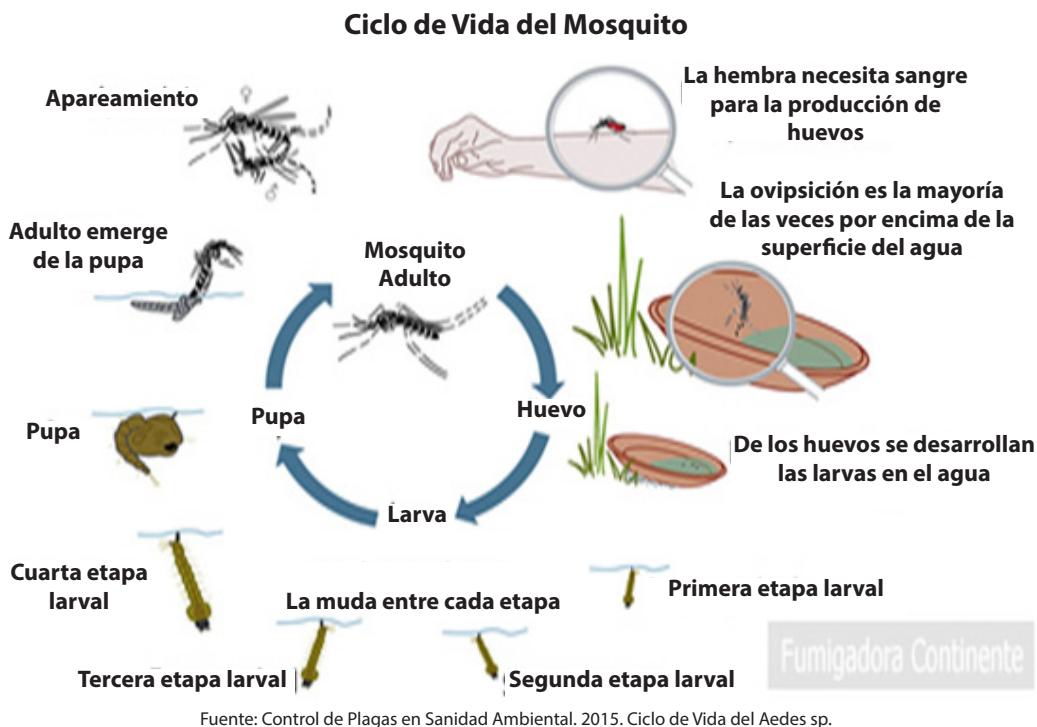 Ciclo de Vida del Mosquito
Apareamiento
La hembra necesita sangre
para la producción de
huevos
La ovipsición es la mayoría
de las veces por encima de la
superficie del agua
Adulto emerge
de la pupa
Mosquito
Adulto
Pupa
Huevo
Pupa
De los huevos se desarrollan
las larvas en el agua
Larva
Cuarta etapa
larval
La muda entre cada etapa
Primera etapa larval
Tercera etapa larval
Segunda etapa larval
Fumigadora Continente
Fuente: Control de Plagas en Sanidad Ambiental. 2015. Ciclo de Vida del Aedes sp.